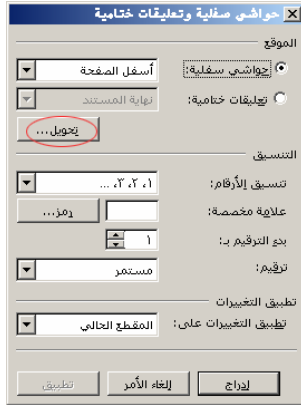 حواشي صفلية وتعليقات ختامية
الموقع
حواشي سفلية: أسفل الصفحة
تعليقات ختامية: نهاية المستند
تحويل...
التنسيق
تنسيق الأرقام: ١، ٢، ٣، ...
علامة مخصصة: رمز...
بدء الترقيم بـ: ١
ترقيم: مستمر
تطبيق التغييرات
تطبيق التغييرات على: المقطع الحالي
إدراج إلغاء الأمر تطبيق